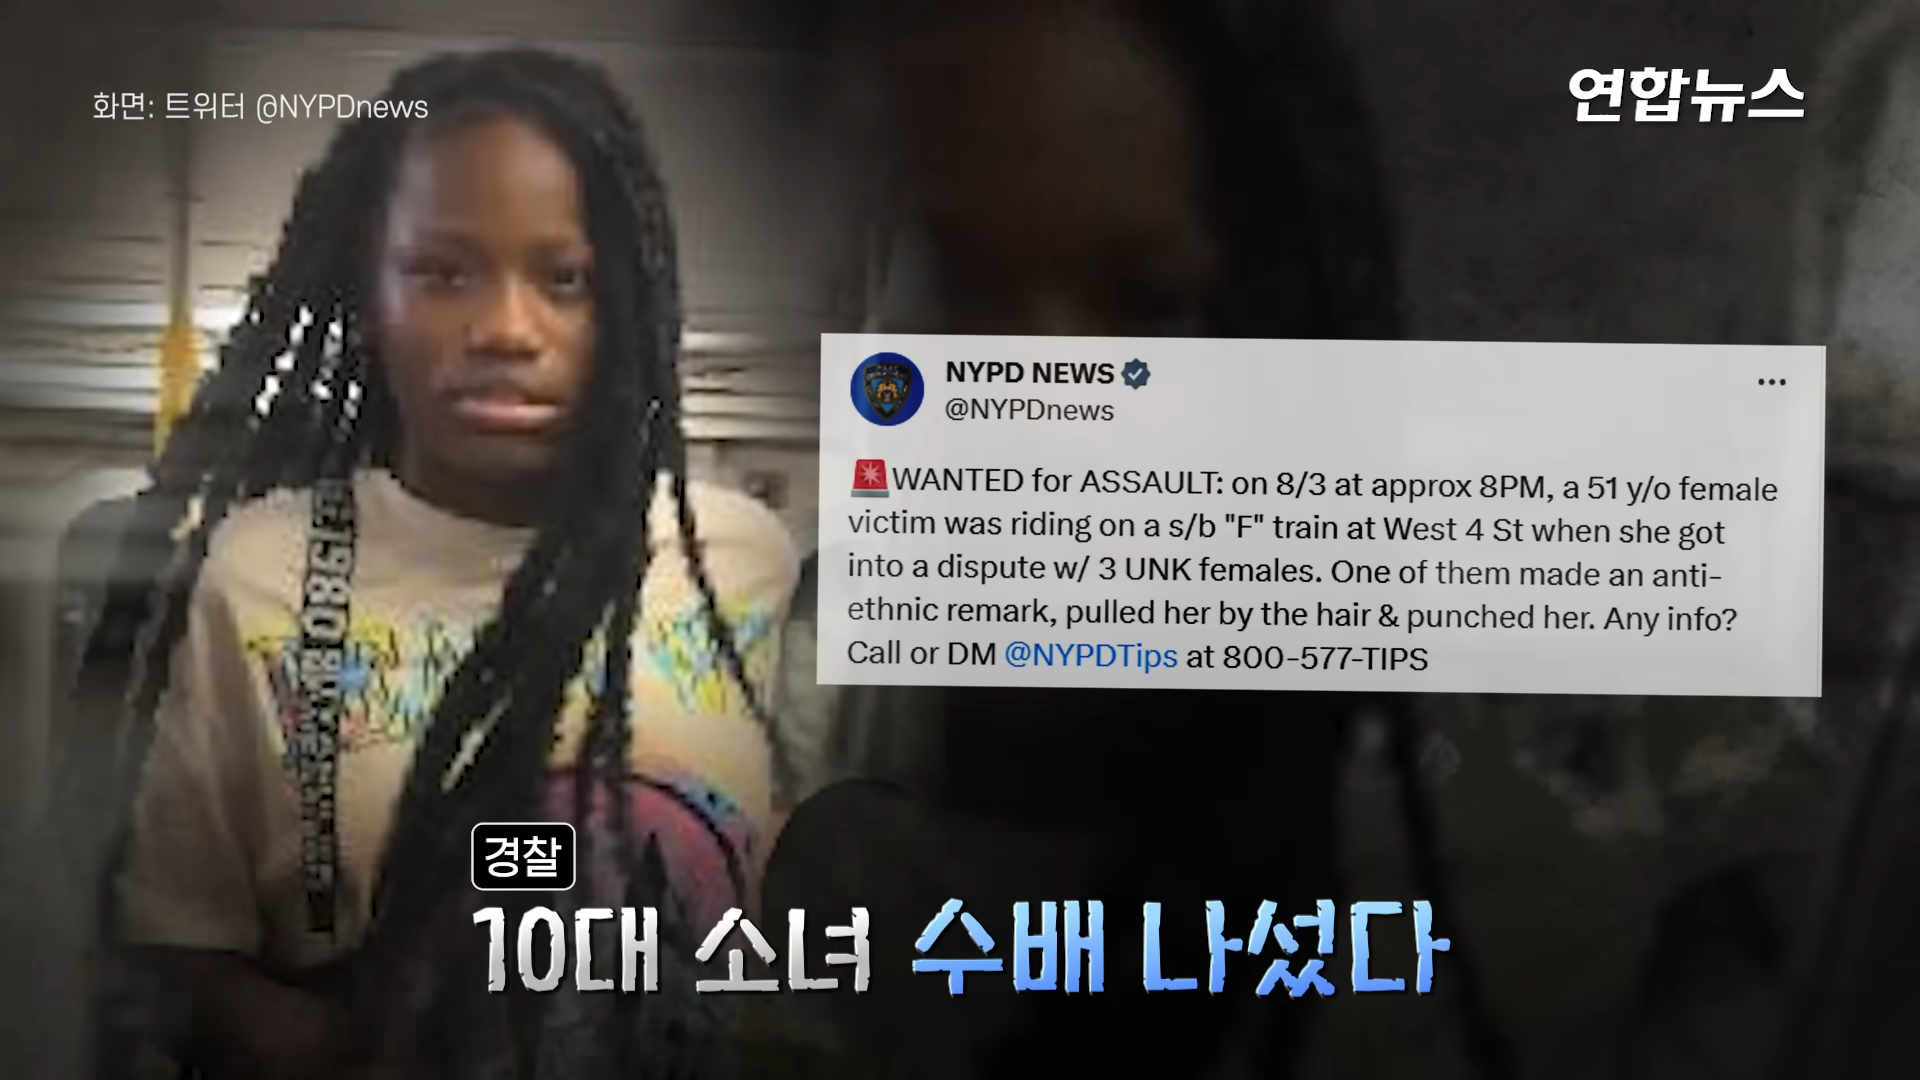 화면: 트위터 @NYPDnews
연합뉴스
NYPD NEWS
@NYPDnews
🚨WANTED for ASSAULT: on 8/3 at approx 8PM, a 51 y/o female
victim was riding on a s/b "F" train at West 4 St when she got
into a dispute w/ 3 UNK females. One of them made an anti-
ethnic remark, pulled her by the hair & punched her. Any info?
Call or DM @NYPDTips at 800-577-TIPS
경찰
10대 소녀 수배 나섰다